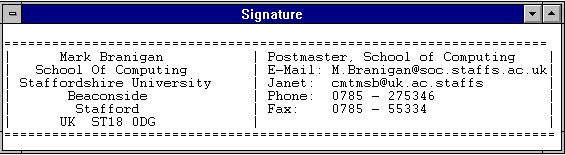 Signature
==================================================================
| Mark Branigan | Postmaster, School of Computing |
| School Of Computing | E-Mail: M.Branigan@soc.staffs.ac.uk|
| Staffordshire University | Janet: cmtmsb@uk.ac.staffs |
| Beaconside | Phone: 0785 - 275346 |
| Stafford | Fax: 0785 - 55334 |
| UK ST18 0DG | |
==================================================================